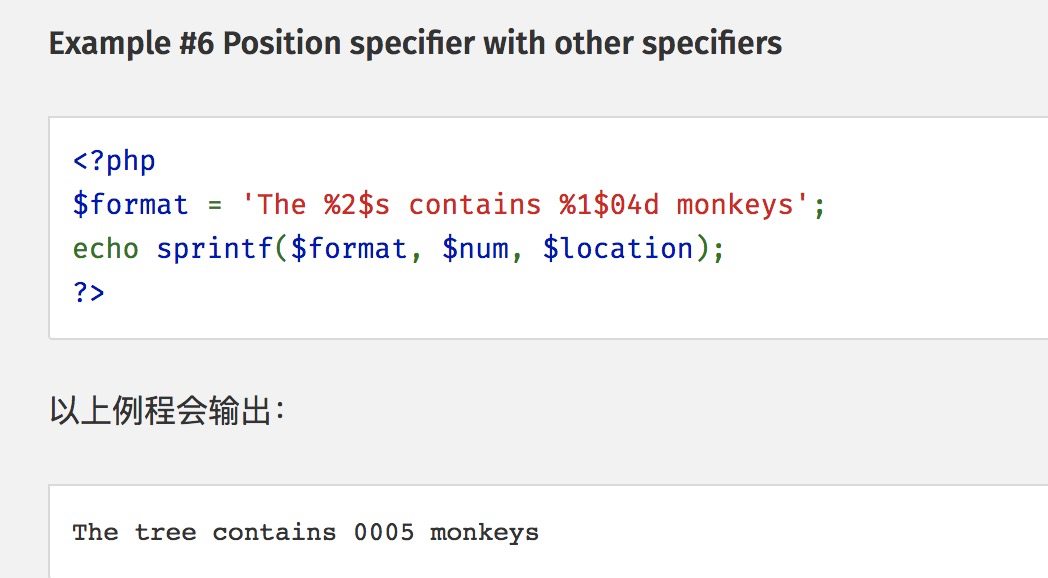 Example #6 Position specifier with other specifiers
<?php
$format = 'The %2$s contains %1$04d monkeys';
echo sprintf($format, $num, $location);
?>
以上例程会输出：
The tree contains 0005 monkeys